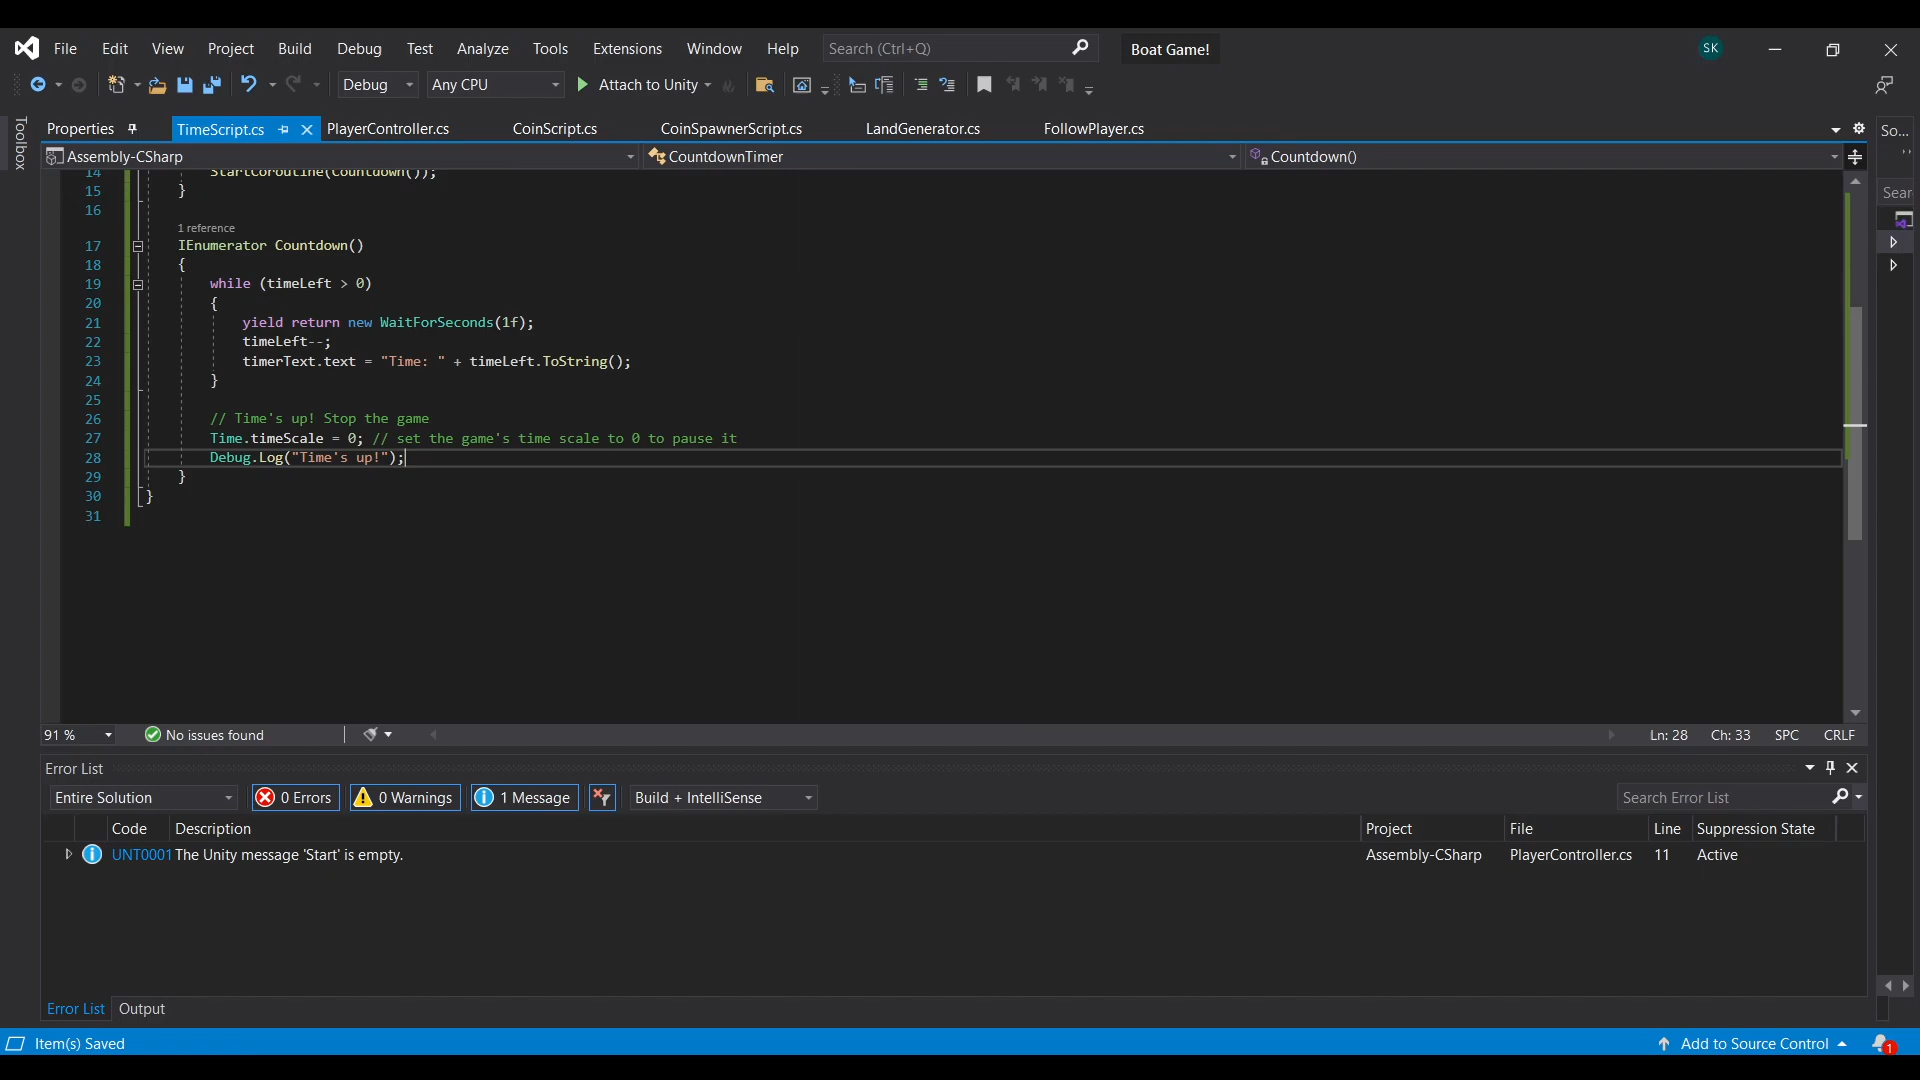 File Edit View Project Build Debug Test Analyze Tools Extensions Window Help Search (Ctrl+Q) Boat Game! SK
Debug Any CPU Attach to Unity
Toolbox
Properties TimeScript.cs PlayerController.cs CoinScript.cs CoinSpawnerScript.cs LandGenerator.cs FollowPlayer.cs So...
Assembly-CSharp CountdownTimer Countdown()
14 StartCoroutine(Countdown());
15 }
16
Sear
1 reference
17 IEnumerator Countdown()
18 {
19 while (timeLeft > 0)
20 {
21 yield return new WaitForSeconds(1f);
22 timeLeft--;
23 timerText.text = "Time: " + timeLeft.ToString();
24 }
25
26 // Time's up! Stop the game
27 Time.timeScale = 0; // set the game's time scale to 0 to pause it
28 Debug.Log("Time's up!");
29 }
30 }
31
91 % No issues found Ln: 28 Ch: 33 SPC CRLF
Error List
Entire Solution 0 Errors 0 Warnings 1 Message Build + IntelliSense Search Error List
Code Description Project File Line Suppression State
UNT0001 The Unity message 'Start' is empty. Assembly-CSharp PlayerController.cs 11 Active
Error List Output
Item(s) Saved Add to Source Control 1